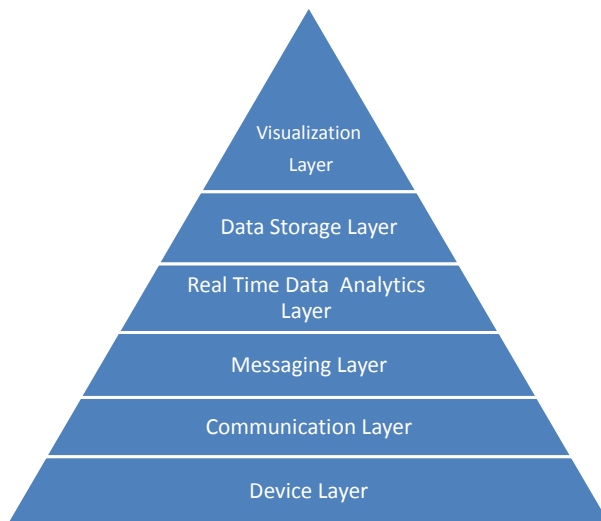 Visualization
Layer
Data Storage Layer
Real Time Data Analytics
Layer
Messaging Layer
Communication Layer
Device Layer